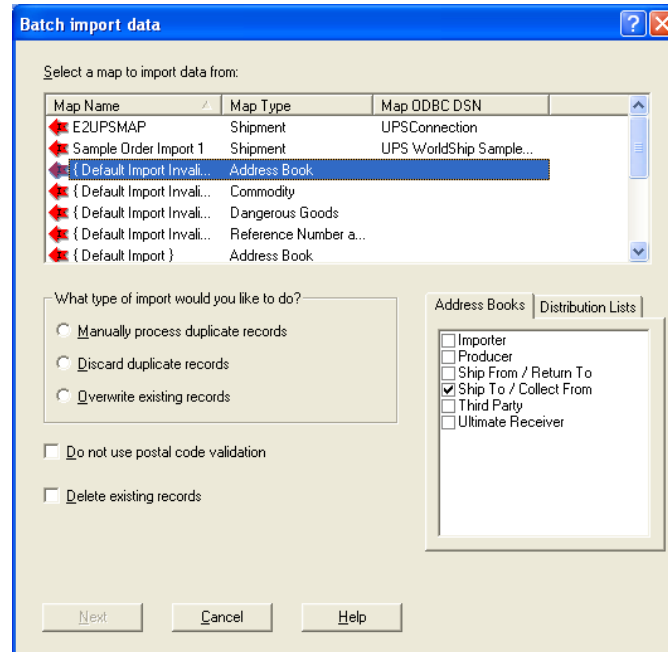 Batch import data
Select a map to import data from:
Map Name Map Type Map ODBC DSN
E2UPSMAP Shipment UPSConnection
Sample Order Import 1 Shipment UPS WorldShip Sample...
{ Default Import Invali... Address Book
{ Default Import Invali... Commodity
{ Default Import Invali... Dangerous Goods
{ Default Import Invali... Reference Number a...
{ Default Import } Address Book
What type of import would you like to do?
Manually process duplicate records
Discard duplicate records
Overwrite existing records
Do not use postal code validation
Delete existing records
Address Books Distribution Lists
Importer
Producer
Ship From / Return To
Ship To / Collect From
Third Party
Ultimate Receiver
Next Cancel Help